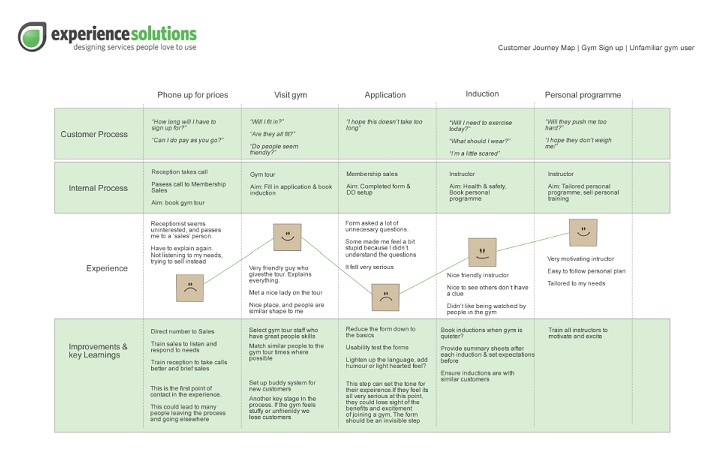 experiencesolutions
designing services people love to use
Customer Journey Map | Gym Sign up | Unfamiliar gym user
Phone up for prices
Visit gym
Application
Induction
Personal programme
Customer Process
"How long will I have to
sign up for?"
"Can I do pay as you go?"
"Will I fit in?"
"Are they all fit?"
"Do people seem
friendly?"
"I hope this doesn't take too
long"
"Will I need to exercise
today?"
"What should I wear?"
"I'm a little scared"
"Will they push me too
hard?"
"I hope they don't weigh
me!"
Internal Process
Reception takes call
Pasess call to Membership
Sales
Aim: book gym tour
Gym tour
Aim: Fill in application & book
induction
Membership sales
Aim: Completed form &
DD setup
Instructor
Aim: Health & safety,
Book personal
programme
Instructor
Aim: Tailored personal
programme, sell personal
training
Experience
Receptionist seems
uninterested, and passes
me to a 'sales' person.
Have to explain again.
Not listening to my needs,
trying to sell instead
Very friendly guy who
givesthe tour. Explains
everything.
Met a nice lady on the tour
Nice place, and people are
similar shape to me
Form asked a lot of
unnecesary questions.
Some made me feel a bit
stupid because I didn't
understand the questions
It felt very serious
Nice friendly instructor
Nice to see others don't have
a clue
Didn't like being watched by
people in the gym
Very motivating intructor
Easy to follow personal plan
Tailored to my needs
Improvements &
key Learnings
Direct number to Sales
Train sales to listen and
respond to needs
Train reception to take calls
better and brief sales
This is the first point of
contact in the experience.
This could lead to many
people leaving the process
and going elsewhere
Select gym tour staff who
have great people skills
Match similar people to the
gym tour times where
possible
Set up buddy system for
new customers
Another key stage in the
process. If the gym feels
stuffy or unfrienldy we
lose customers
Reduce the form down to
the basics
Usability test the forms
Lighten up the language, add
humour or light hearted feel?
This step can set the tone for
their expeirence.If they feel its
all very serious at this point,
they could lose sight of the
benefits and excitement
of joining a gym. The form
should be an invisible step
Book inductions when gym is
quieter?
Provide summary sheets after
each induction & set expectations
before
Ensure inductions are with
similar customers
Train all instructors to
motivate and excite